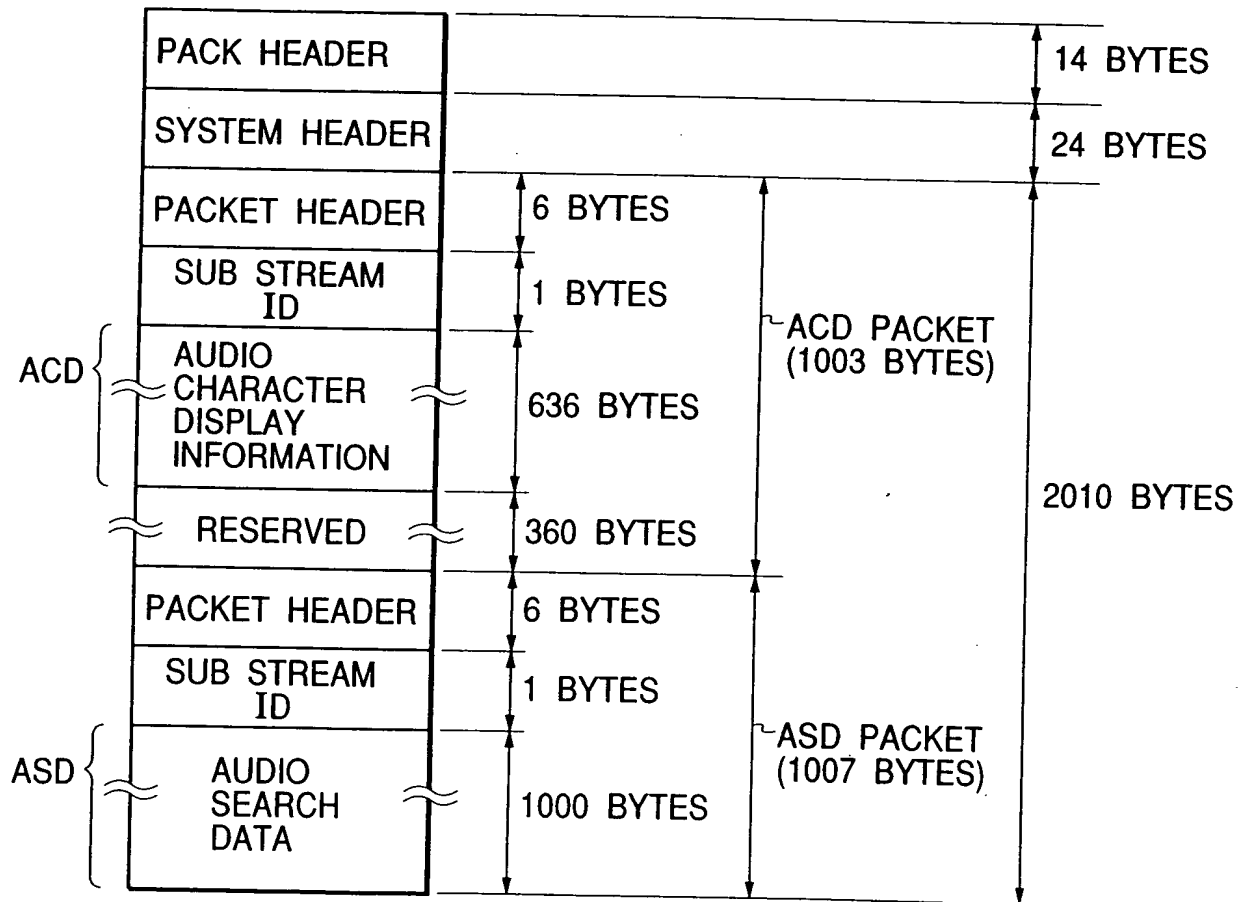 PACK HEADER
14 BYTES
SYSTEM HEADER
24 BYTES
PACKET HEADER
6 BYTES
SUB STREAM
ID
1 BYTES
ACD PACKET
(1003 BYTES)
ACD
AUDIO
CHARACTER
DISPLAY
INFORMATION
636 BYTES
2010 BYTES
RESERVED
360 BYTES
PACKET HEADER
6 BYTES
SUB STREAM
ID
1 BYTES
ASD PACKET
(1007 BYTES)
ASD
AUDIO
SEARCH
DATA
1000 BYTES